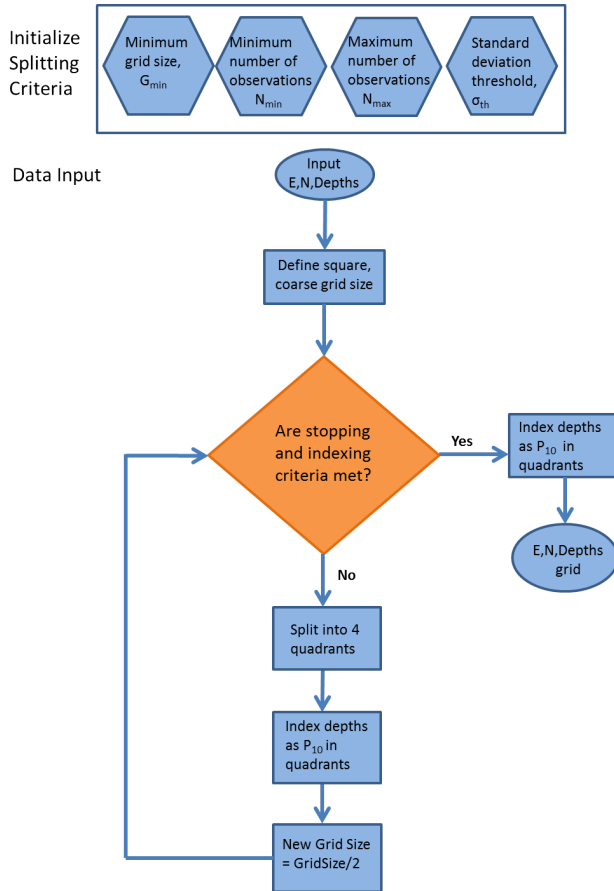 Initialize
Splitting
Criteria
Minimum
grid size,
Gmin
Minimum
number of
observations
Nmin
Maximum
number of
observations
Nmax
Standard
deviation
threshold,
σth
Data Input
Input
E,N,Depths
Define square,
coarse grid size
Are stopping
and indexing
criteria met?
Yes
Index depths
as P10 in
quadrants
E,N,Depths
grid
No
Split into 4
quadrants
Index depths
as P10 in
quadrants
New Grid Size
= GridSize/2